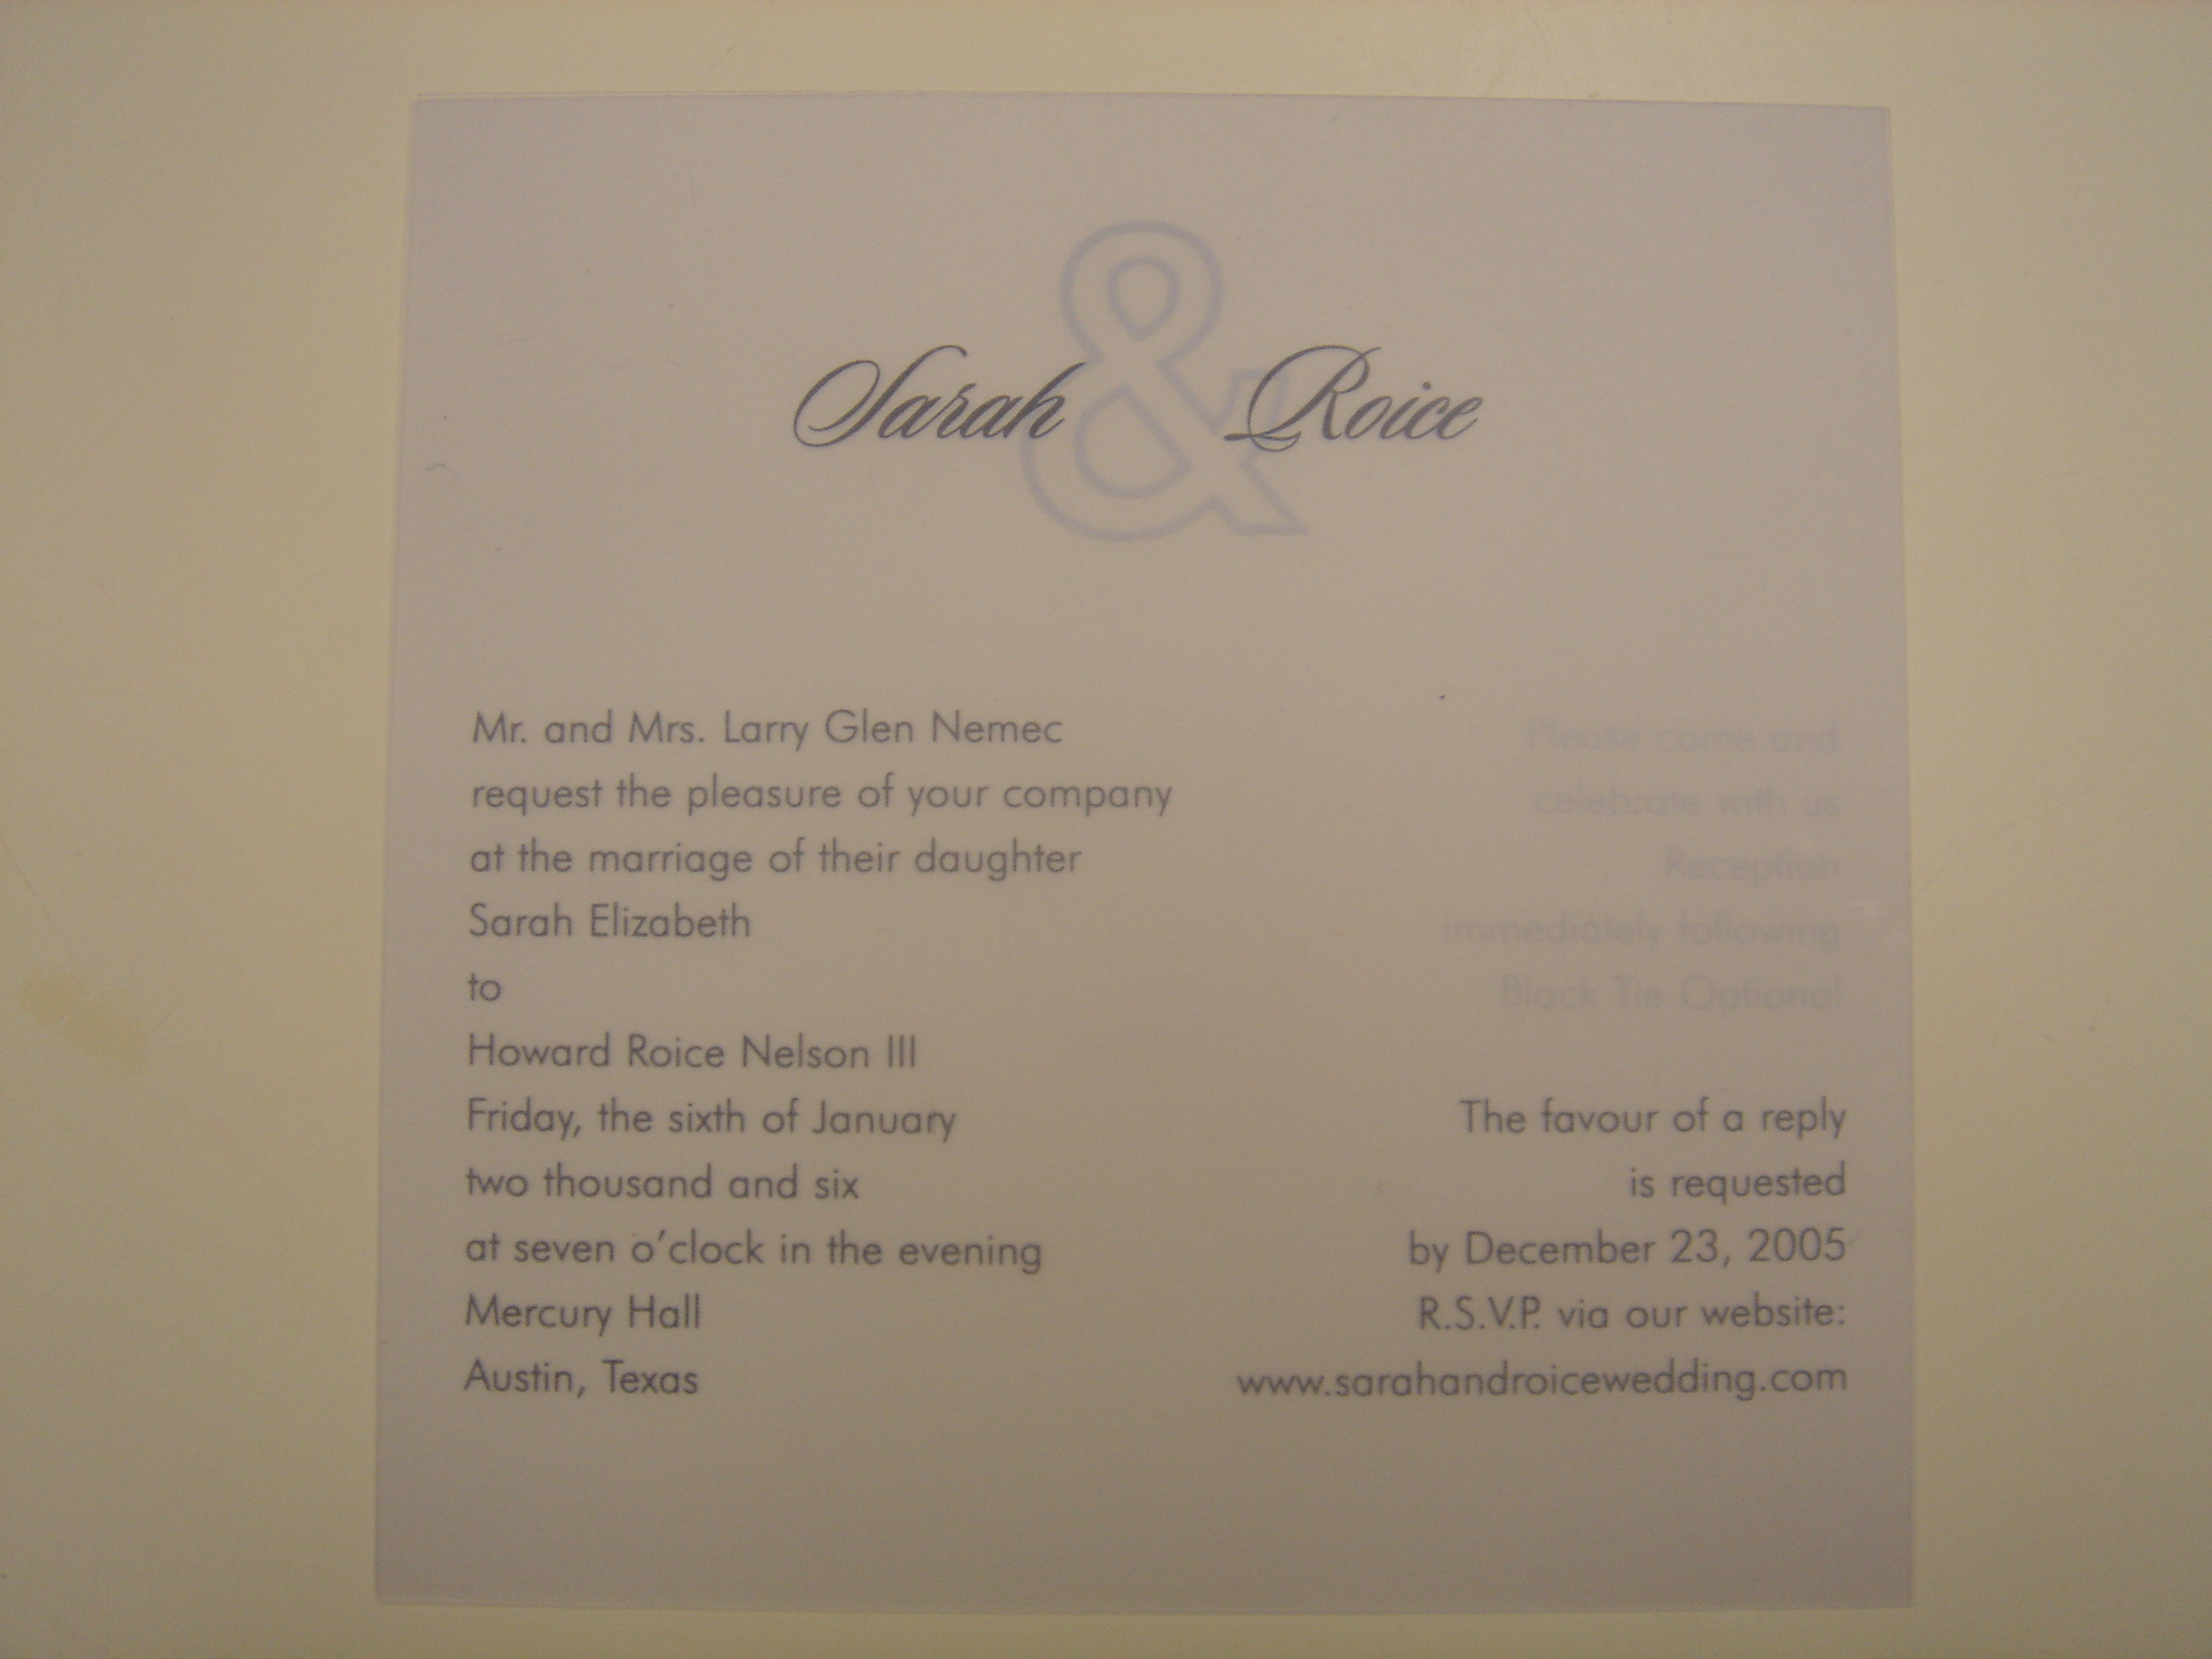 Sarah & Roice
Mr. and Mrs. Larry Glen Nemec
request the pleasure of your company
at the marriage of their daughter
Sarah Elizabeth
to
Howard Roice Nelson III
Friday, the sixth of January
two thousand and six
at seven o'clock in the evening
Mercury Hall
Austin, Texas
Please come and
celebrate with us
Reception
immediately following
Black Tie Optional
The favour of a reply
is requested
by December 23, 2005
R.S.V.P. via our website:
www.sarahandroicewedding.com